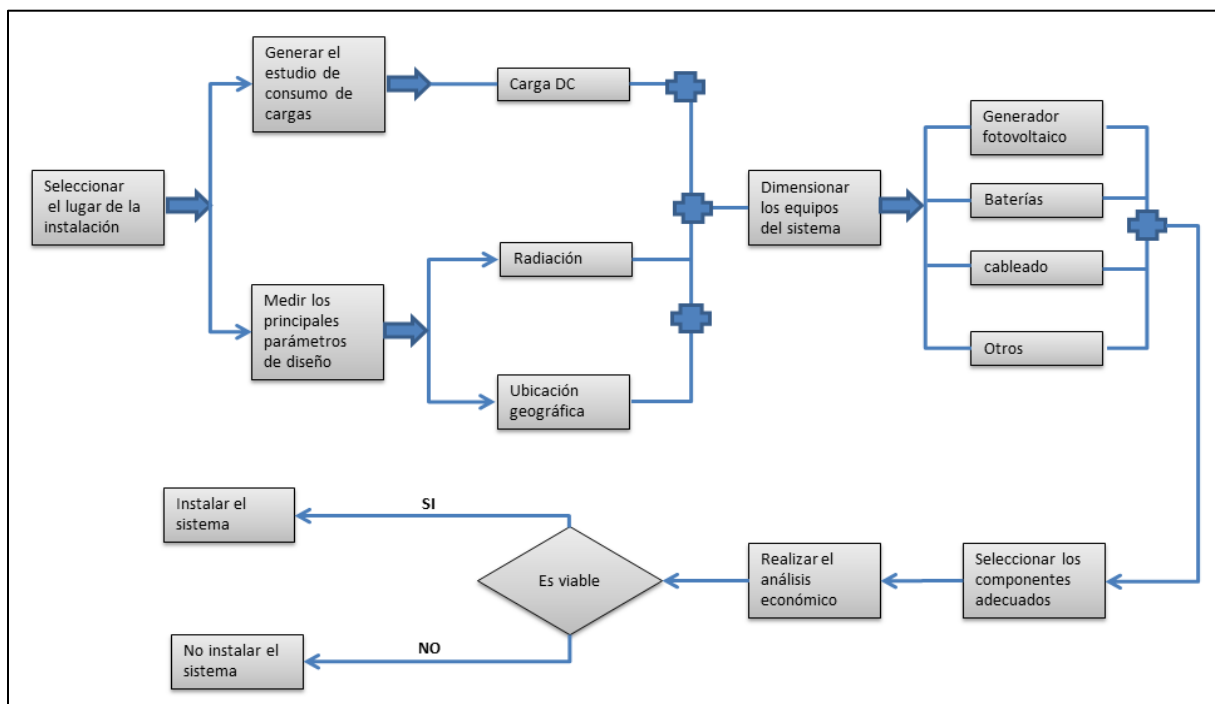 Generar el
estudio de
consumo de
cargas
Carga DC
Generador
fotovoltaico
Seleccionar
el lugar de la
instalación
Dimensionar
los equipos
del sistema
Baterías
Radiación
cableado
Medir los
principales
parámetros
de diseño
Otros
Ubicación
geográfica
Instalar el
sistema
SI
Es viable
Realizar el
análisis
económico
Seleccionar los
componentes
adecuados
No instalar el
sistema
NO